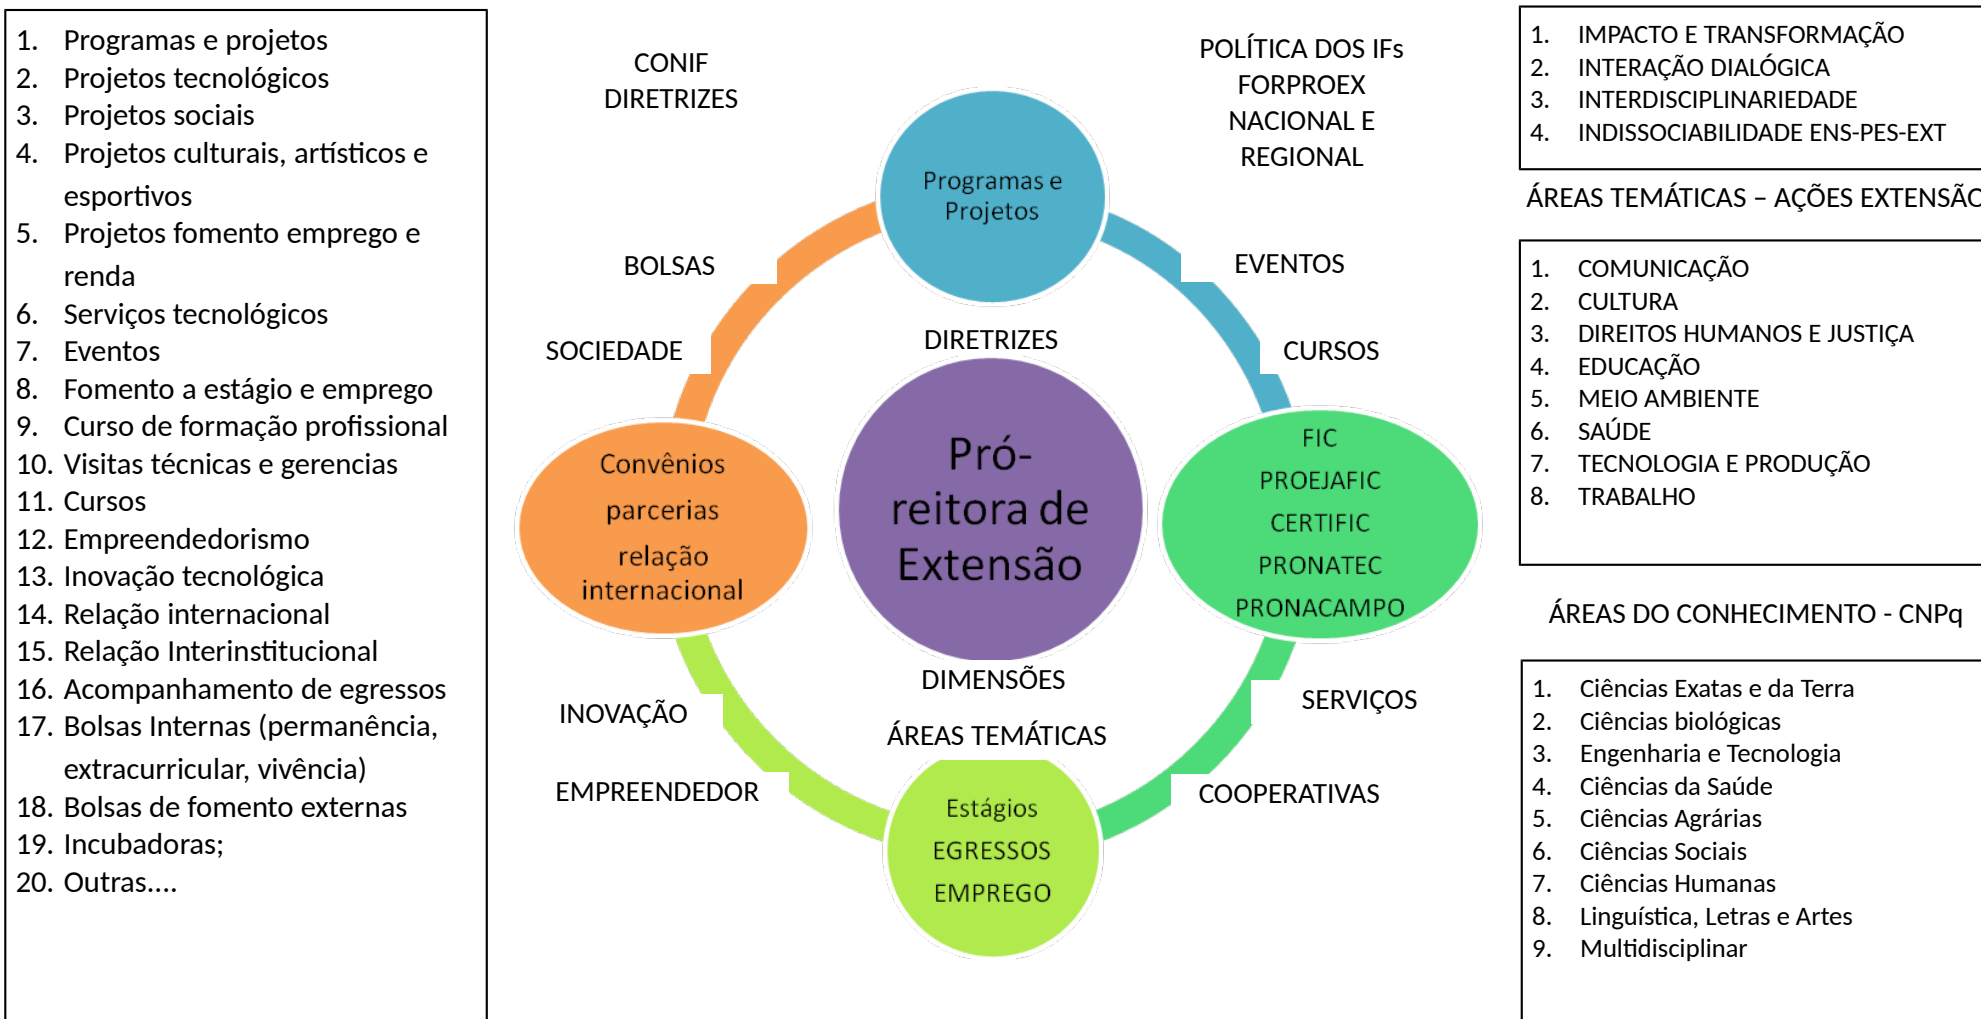 1. Programas e projetos
2. Projetos tecnológicos
3. Projetos sociais
4. Projetos culturais, artísticos e
esportivos
5. Projetos fomento emprego e
renda
6. Serviços tecnológicos
7. Eventos
8. Fomento a estágio e emprego
9. Curso de formação profissional
10. Visitas técnicas e gerencias
11. Cursos
12. Empreendedorismo
13. Inovação tecnológica
14. Relação internacional
15. Relação Interinstitucional
16. Acompanhamento de egressos
17. Bolsas Internas (permanência,
extracurricular, vivência)
18. Bolsas de fomento externas
19. Incubadoras;
20. Outras....
CONIF
DIRETRIZES
POLÍTICA DOS IFs
FORPROEX
NACIONAL E
REGIONAL
Programas e
Projetos
BOLSAS
EVENTOS
SOCIEDADE
DIRETRIZES
CURSOS
Convênios
parcerias
relação
internacional
Pró-
reitora de
Extensão
FIC
PROEJAFIC
CERTIFIC
PRONATEC
PRONACAMPO
DIMENSÕES
INOVAÇÃO
SERVIÇOS
ÁREAS TEMÁTICAS
EMPREENDEDOR
COOPERATIVAS
Estágios
EGRESSOS
EMPREGO
1. IMPACTO E TRANSFORMAÇÃO
2. INTERAÇÃO DIALÓGICA
3. INTERDISCIPLINARIEDADE
4. INDISSOCIABILIDADE ENS-PES-EXT
ÁREAS TEMÁTICAS – AÇÕES EXTENSÃO
1. COMUNICAÇÃO
2. CULTURA
3. DIREITOS HUMANOS E JUSTIÇA
4. EDUCAÇÃO
5. MEIO AMBIENTE
6. SAÚDE
7. TECNOLOGIA E PRODUÇÃO
8. TRABALHO
ÁREAS DO CONHECIMENTO - CNPq
1. Ciências Exatas e da Terra
2. Ciências biológicas
3. Engenharia e Tecnologia
4. Ciências da Saúde
5. Ciências Agrárias
6. Ciências Sociais
7. Ciências Humanas
8. Linguística, Letras e Artes
9. Multidisciplinar